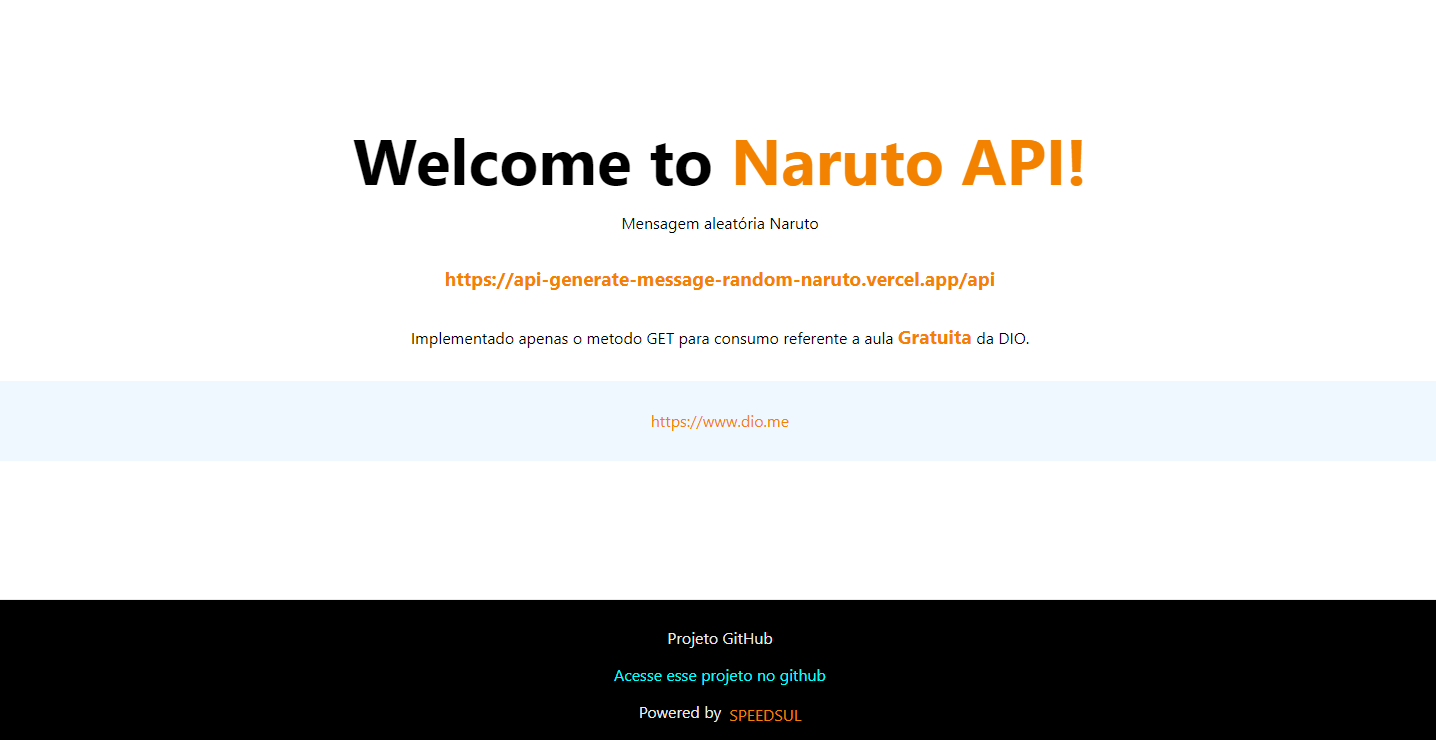 Welcome to Naruto API!
Mensagem aleatória Naruto
https://api-generate-message-random-naruto.vercel.app/api
Implementado apenas o metodo GET para consumo referente a aula Gratuita da DIO.
https://www.dio.me
Projeto GitHub
Acesse esse projeto no github
Powered by SPEEDSUL